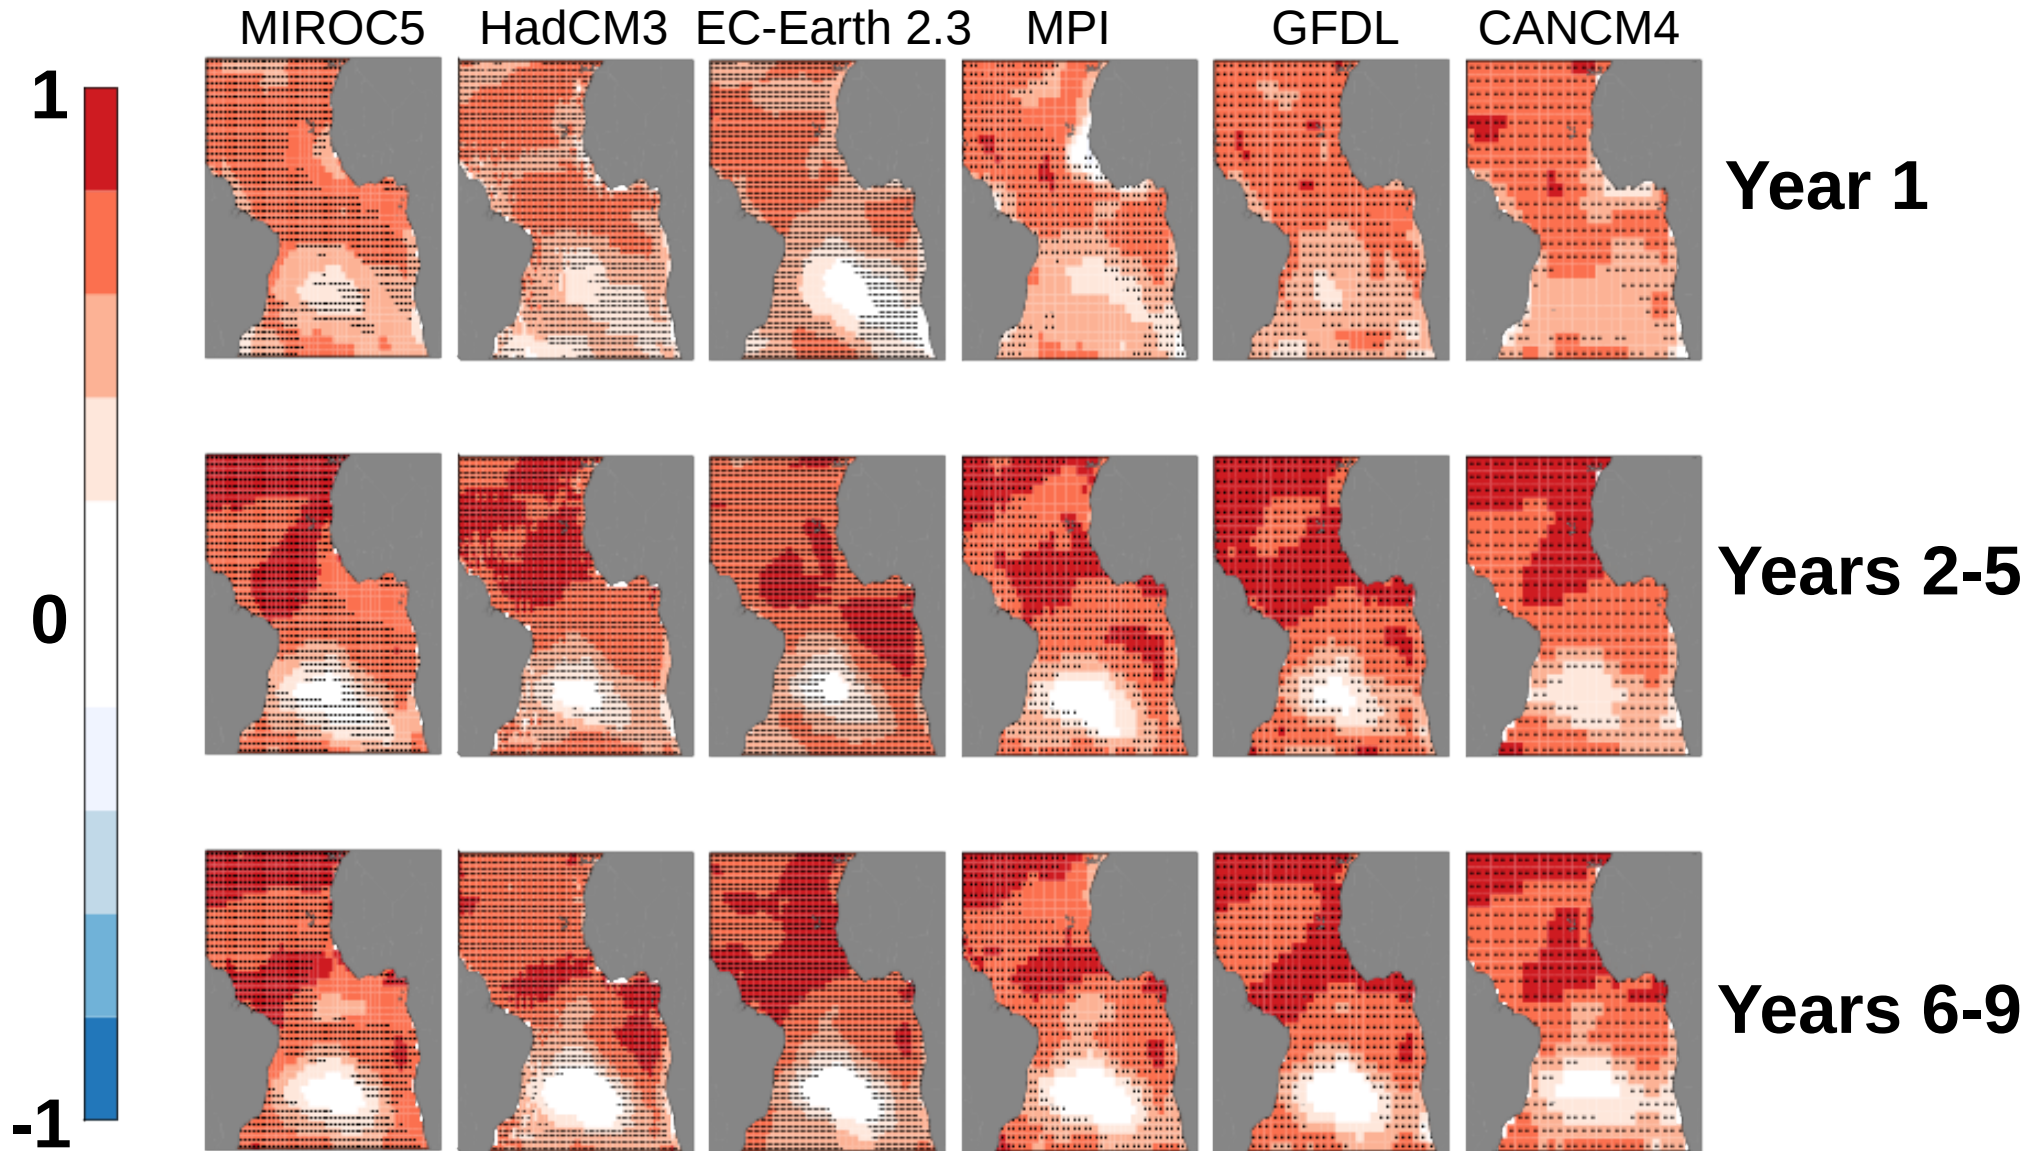 MIROC5 HadCM3 EC-Earth 2.3 MPI GFDL CANCM4
1
Year 1
Years 2-5
0
Years 6-9
-1